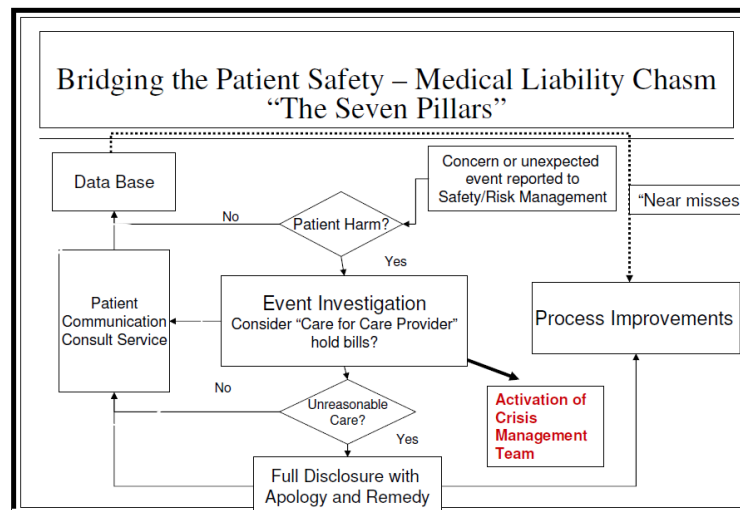 Bridging the Patient Safety – Medical Liability Chasm
“The Seven Pillars”
Data Base
Concern or unexpected
event reported to
Safety/Risk Management
“Near misses
No
Patient Harm?
Yes
Patient
Communication
Consult Service
Event Investigation
Consider “Care for Care Provider”
hold bills?
Process Improvements
No
Unreasonable
Care?
Yes
Activation of
Crisis
Management
Team
Full Disclosure with
Apology and Remedy